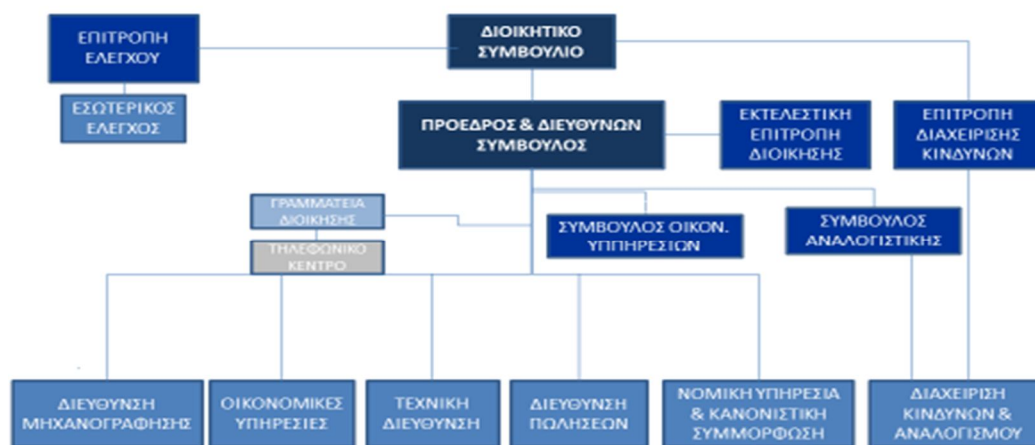 ΕΠΙΤΡΟΠΗ
ΕΛΕΓΧΟΥ
ΔΙΟΙΚΗΤΙΚΟ
ΣΥΜΒΟΥΛΙΟ
ΕΣΩΤΕΡΙΚΟΣ
ΕΛΕΓΧΟΣ
ΠΡΟΕΔΡΟΣ & ΔΙΕΥΘΥΝΩΝ
ΣΥΜΒΟΥΛΟΣ
ΕΚΤΕΛΕΣΤΙΚΗ
ΕΠΙΤΡΟΠΗ
ΔΙΟΙΚΗΣΗΣ
ΕΠΙΤΡΟΠΗ
ΔΙΑΧΕΙΡΙΣΗΣ
ΚΙΝΔΥΝΩΝ
ΓΡΑΜΜΑΤΕΙΑ
ΔΙΟΙΚΗΣΗΣ
ΤΗΛΕΦΩΝΙΚΟ
ΚΕΝΤΡΟ
ΣΥΜΒΟΥΛΟΣ ΟΙΚΟΝ.
ΥΠΠΗΡΕΣΙΩΝ
ΣΥΜΒΟΥΛΟΣ
ΑΝΑΛΟΓΙΣΤΙΚΗΣ
ΔΙΕΥΘΥΝΣΗ
ΜΗΧΑΝΟΓΡΑΦΗΣΗΣ
ΟΙΚΟΝΟΜΙΚΕΣ
ΥΠΗΡΕΣΙΕΣ
ΤΕΧΝΙΚΗ
ΔΙΕΥΘΥΝΣΗ
ΔΙΕΥΘΥΝΣΗ
ΠΩΛΗΣΕΩΝ
ΝΟΜΙΚΗ ΥΠΗΡΕΣΙΑ
& ΚΑΝΟΝΙΣΤΙΚΗ
ΣΥΜΜΟΡΦΩΣΗ
ΔΙΑΧΕΙΡΙΣΗ
ΚΙΝΔΥΝΩΝ &
ΑΝΑΛΟΓΙΣΜΟΥ